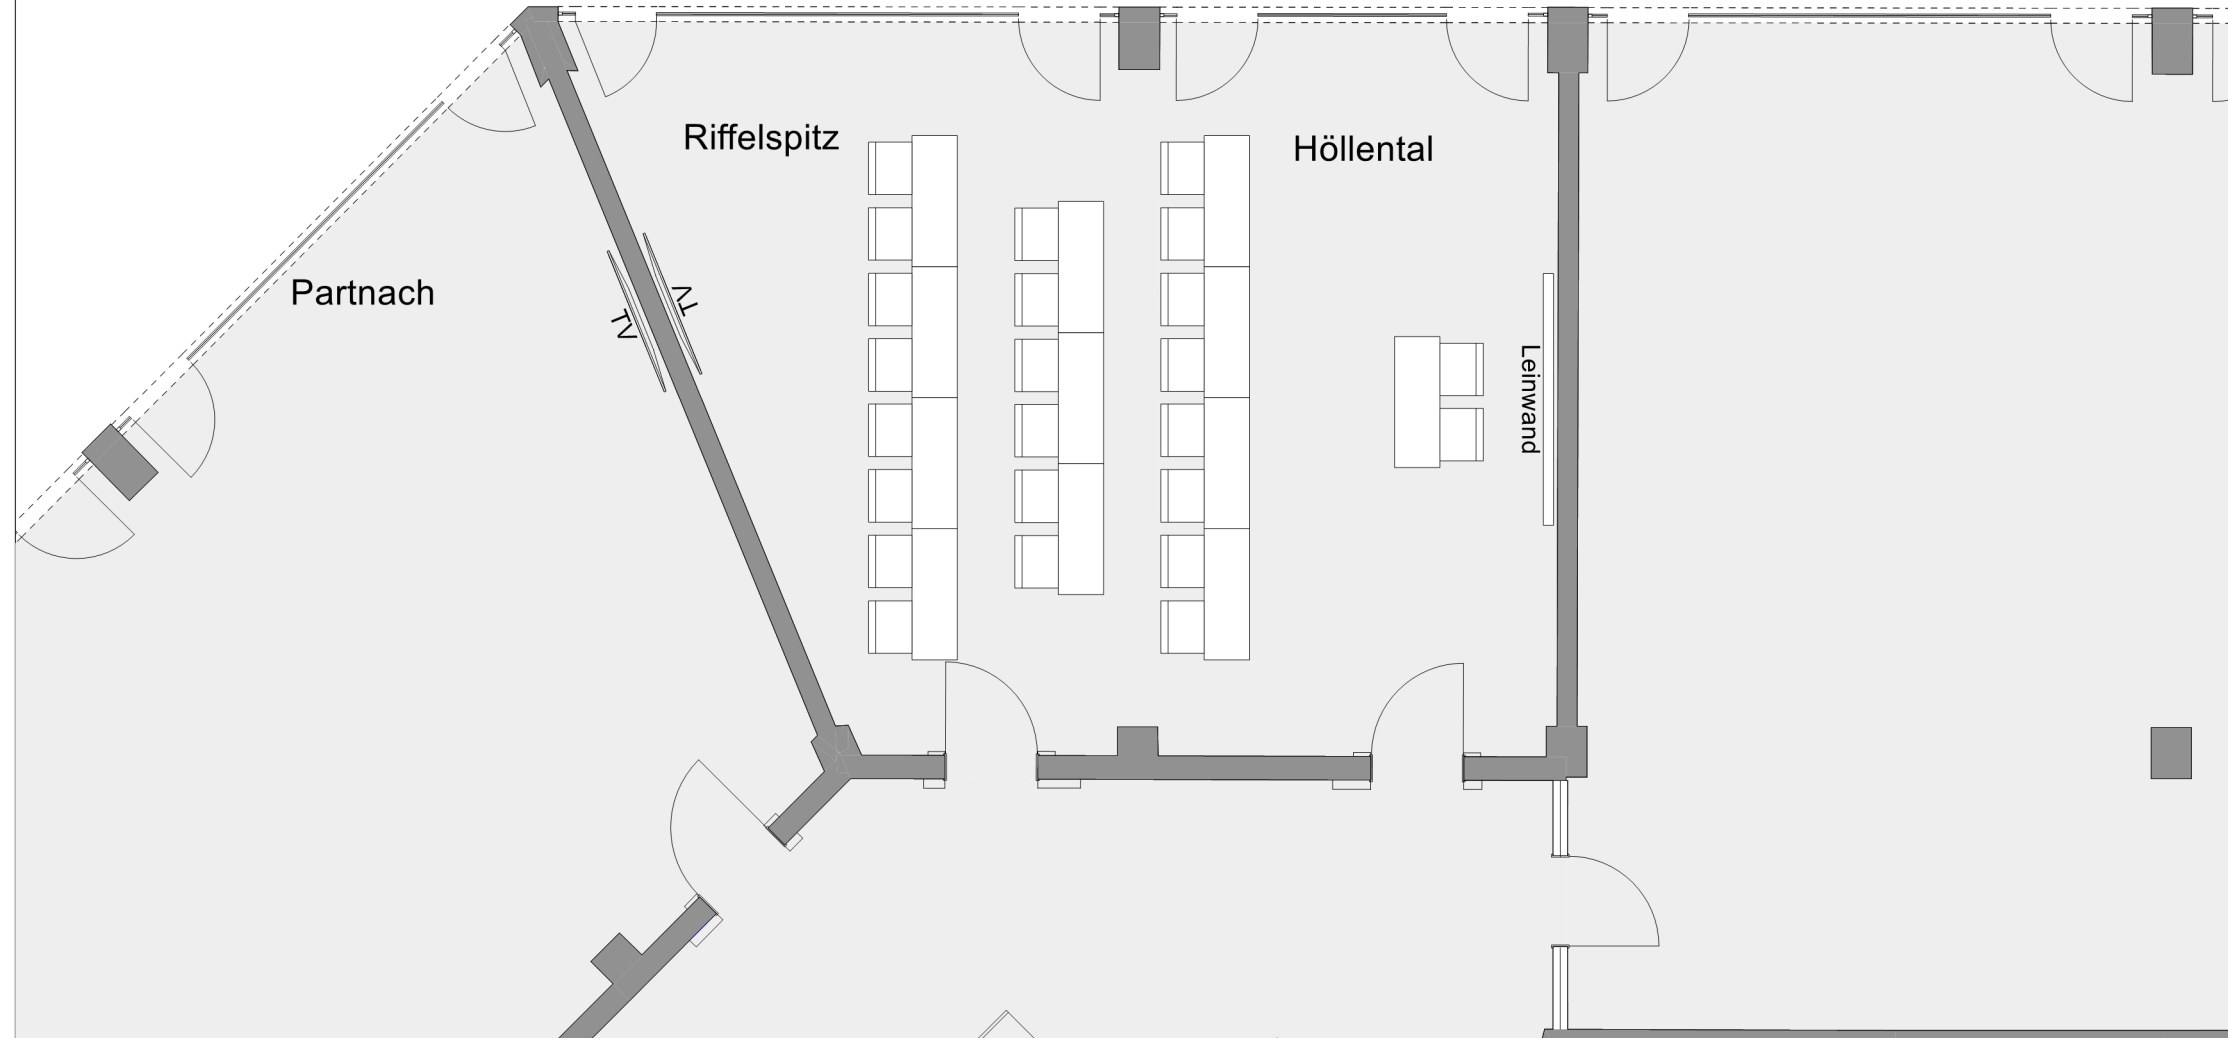 Riffelspitz
Höllental
Partnach
TV
TV
Leinwand